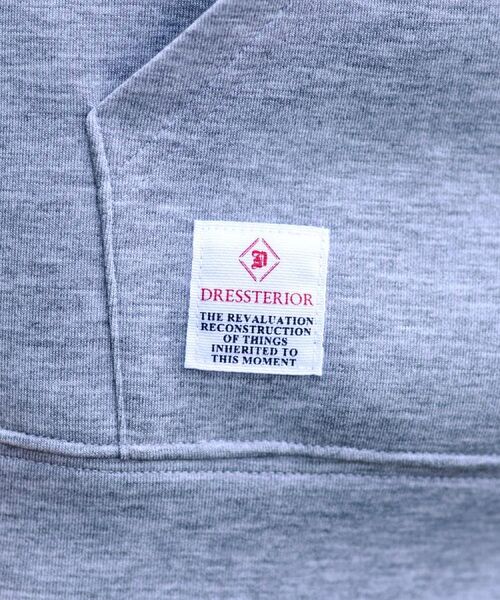 D
DRESSTERIOR
THE REVALUATION
RECONSTRUCTION
OF THINGS
INHERITED TO
THIS MOMENT